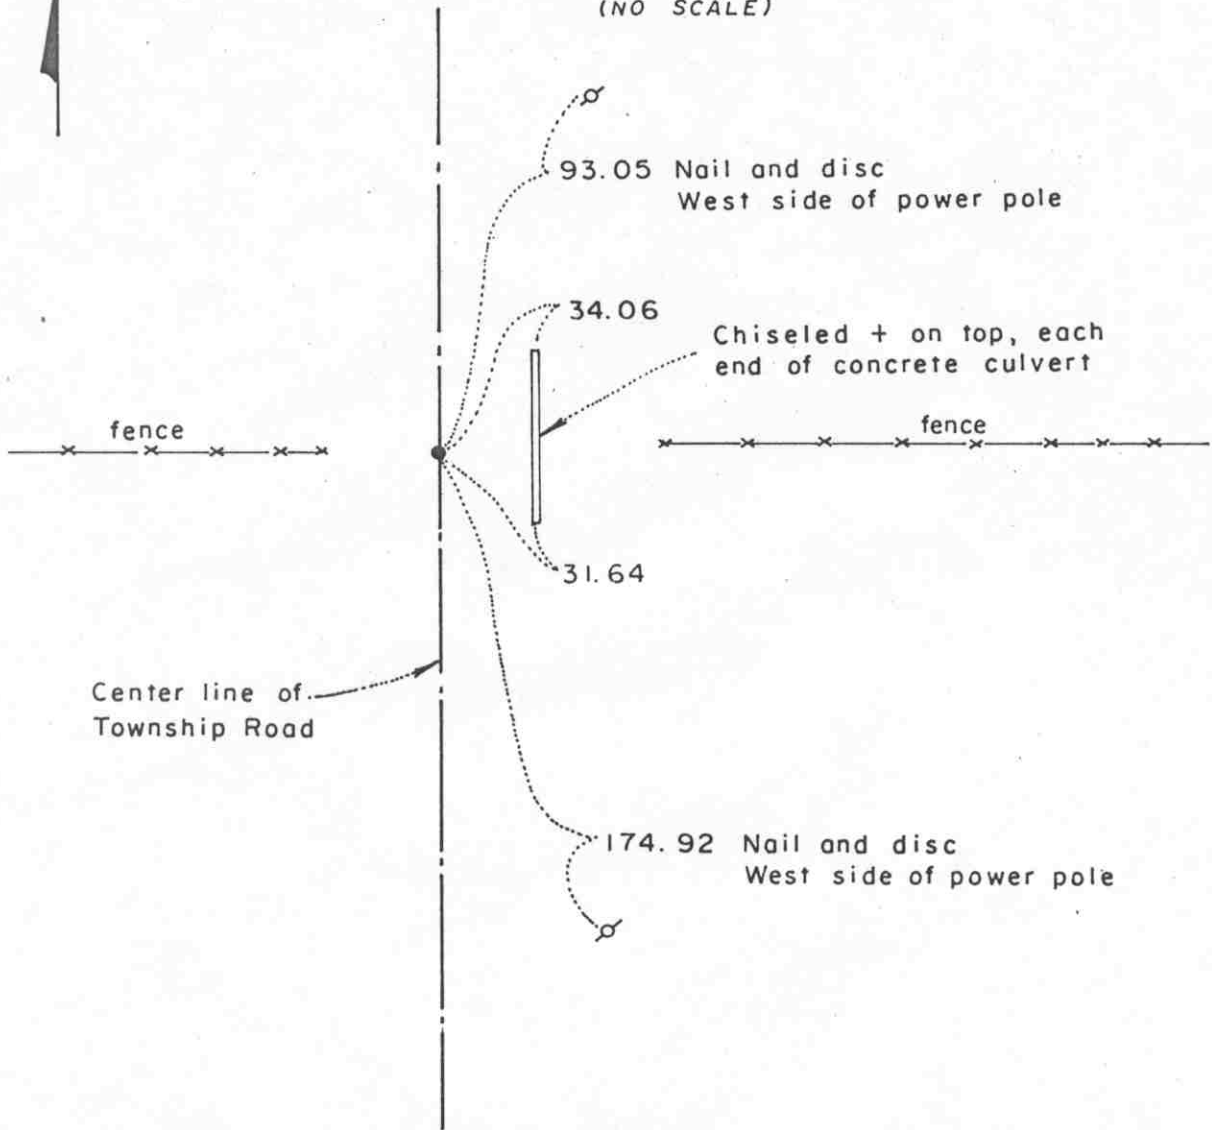 (NO SCALE)
93.05 Nail and disc
West side of power pole
34.06
Chiseled + on top, each
end of concrete culvert
fence
fence
31.64
Center line of
Township Road
174.92 Nail and disc
West side of power pole